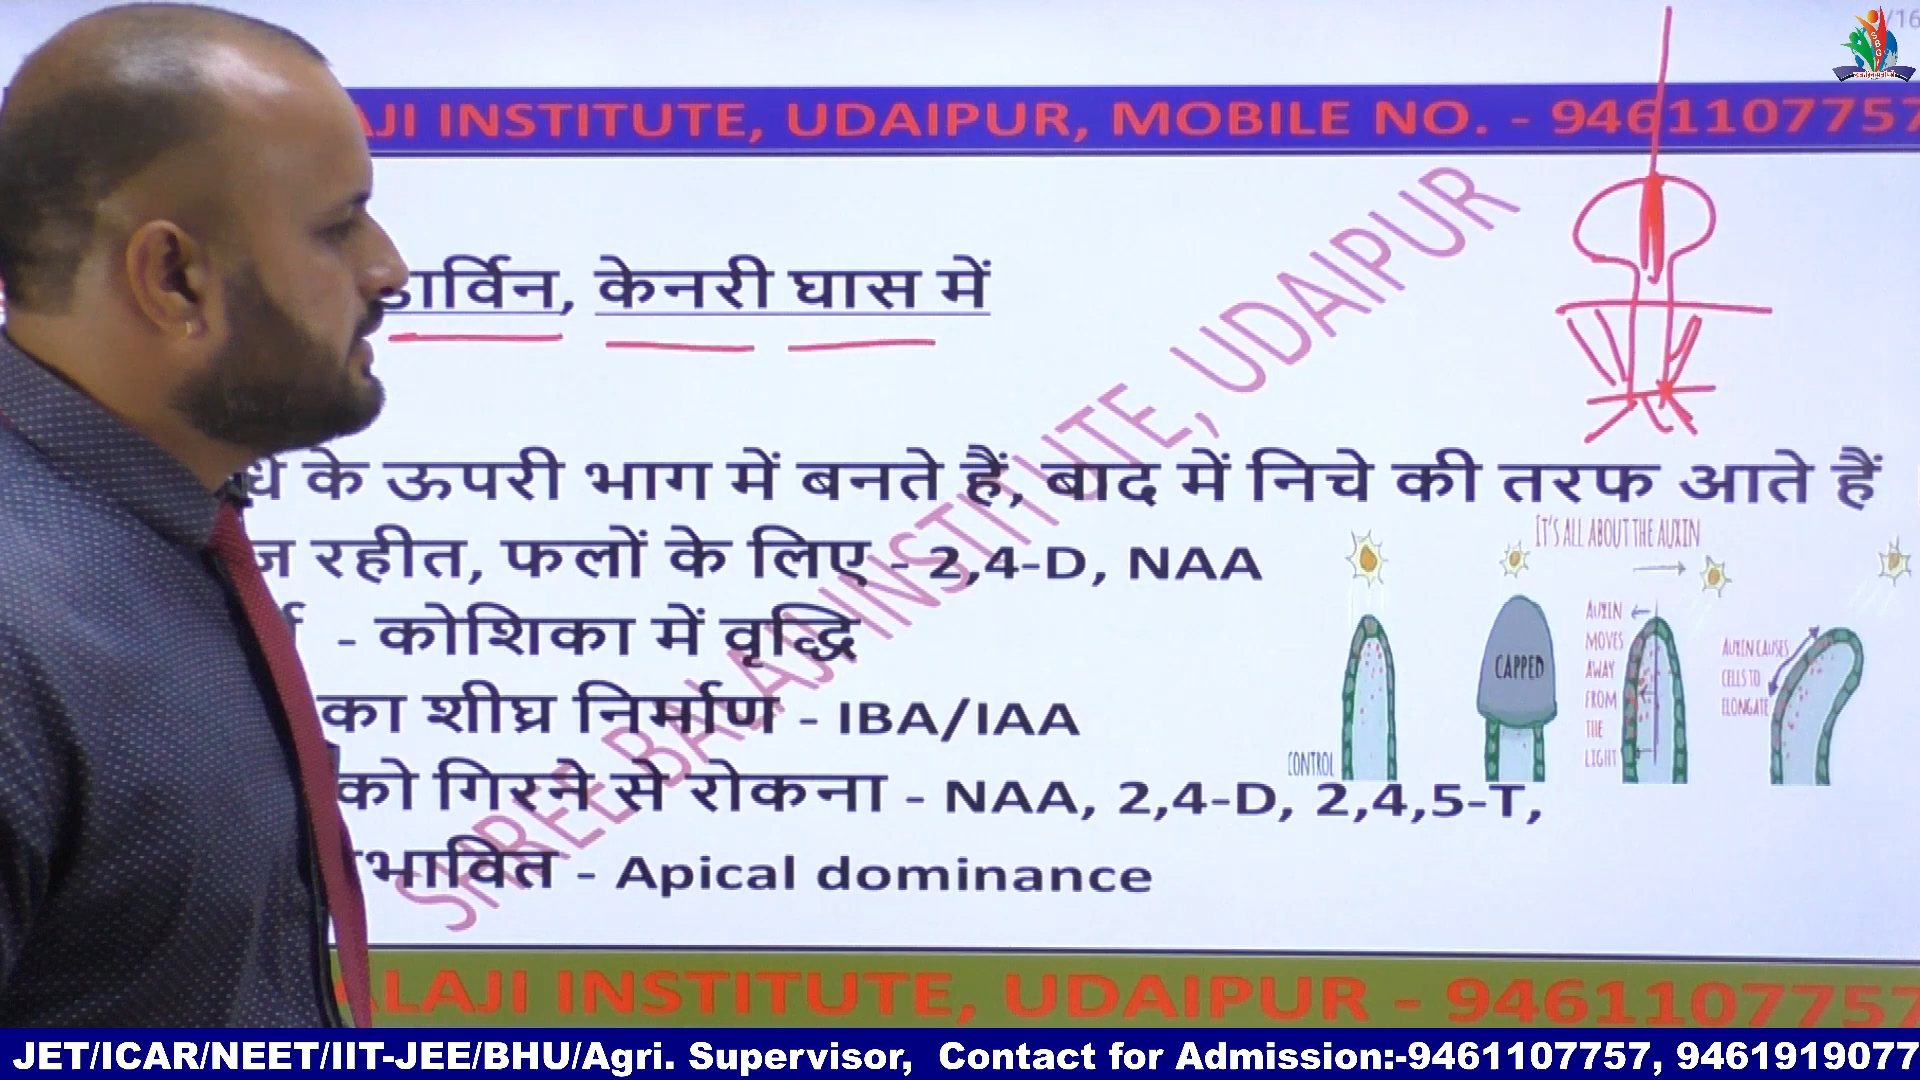 /16
AJI INSTITUTE, UDAIPUR, MOBILE NO. - 9461107757
डार्विन, केनरी घास में
धे के ऊपरी भाग में बनते हैं, बाद में निचे की तरफ आते हैं
ज रहीत, फलों के लिए - 2,4-D, NAA
- कोशिका में वृद्धि
का शीघ्र निर्माण - IBA/IAA
को गिरने से रोकना - NAA, 2,4-D, 2,4,5-T,
भावित - Apical dominance
IT'S ALL ABOUT THE AUXIN
CONTROL
CAPPED
AUXIN
MOVES
AWAY
FROM
THE
LIGHT
AUXIN CAUSES
CELLS TO
ELONGATE
SHREE BALAJI INSTITUTE, UDAIPUR
ALAJI INSTITUTE, UDAIPUR - 9461107757
JET/ICAR/NEET/IIT-JEE/BHU/Agri. Supervisor, Contact for Admission:-9461107757, 9461919077